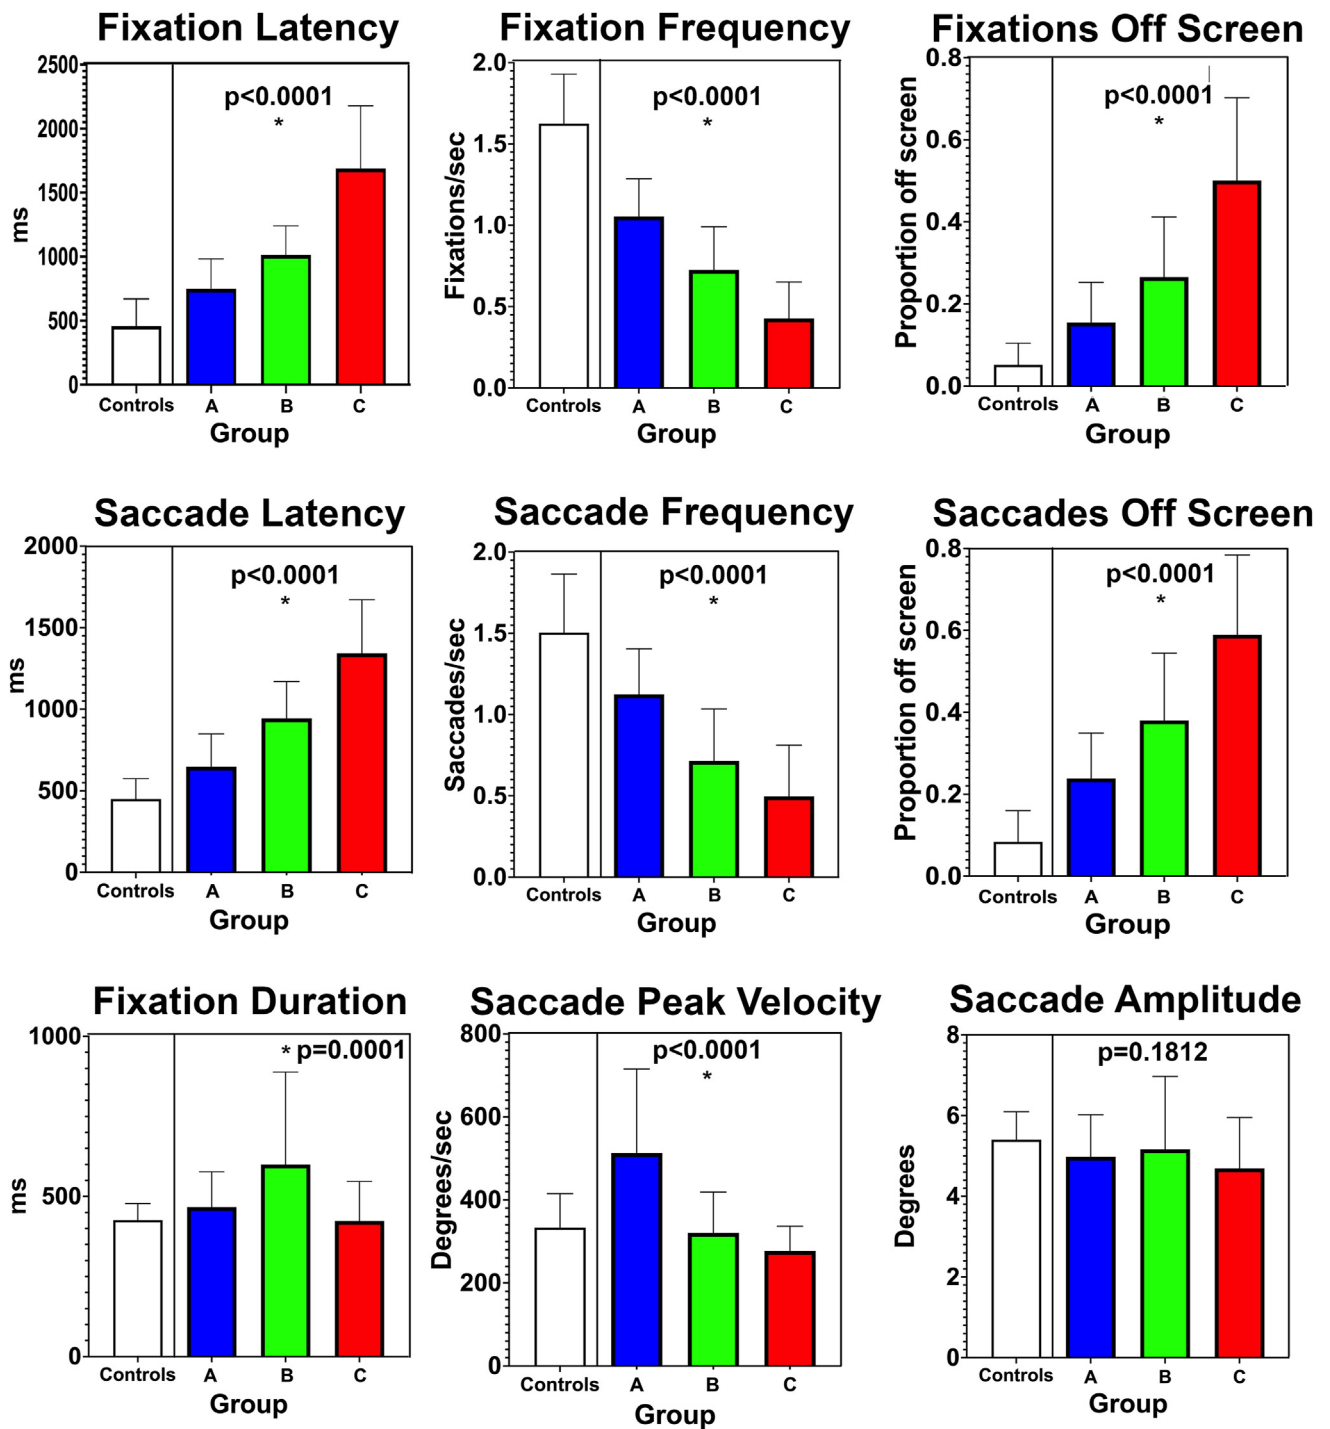 Fixation Latency
2500
2000
1500
1000
500
0
ms
p<0.0001
*
Controls A B C
Group
Fixation Frequency
2.0
1.5
1.0
0.5
0.0
Fixations/sec
p<0.0001
*
Controls A B C
Group
Fixations Off Screen
0.8
0.6
0.4
0.2
0.0
Proportion off screen
p<0.0001
*
Controls A B C
Group
Saccade Latency
2000
1500
1000
500
0
ms
p<0.0001
*
Controls A B C
Group
Saccade Frequency
2.0
1.5
1.0
0.5
0.0
Saccades/sec
p<0.0001
*
Controls A B C
Group
Saccades Off Screen
0.8
0.6
0.4
0.2
0.0
Proportion off screen
p<0.0001
*
Controls A B C
Group
Fixation Duration
1000
500
0
ms
* p=0.0001
Controls A B C
Group
Saccade Peak Velocity
800
600
400
200
0
Degrees/sec
p<0.0001
*
Controls A B C
Group
Saccade Amplitude
8
6
4
2
0
Degrees
p=0.1812
Controls A B C
Group